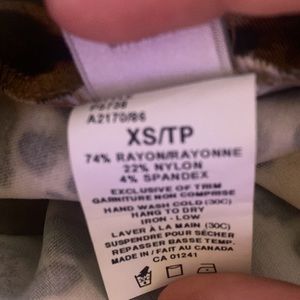 A2170/86
XS/TP
74% RAYON/RAYONNE
22% NYLON
4% SPANDEX
EXCLUSIVE OF TRIM
GARNITURE NON COMPRISE
HAND WASH COLD (30C)
HANG TO DRY
IRON - LOW
LAVER À LA MAIN (30C)
SUSPENDRE POUR SÉCHER
REPASSER BASSE TEMP.
MADE IN / FAIT AU CANADA
CA 01241